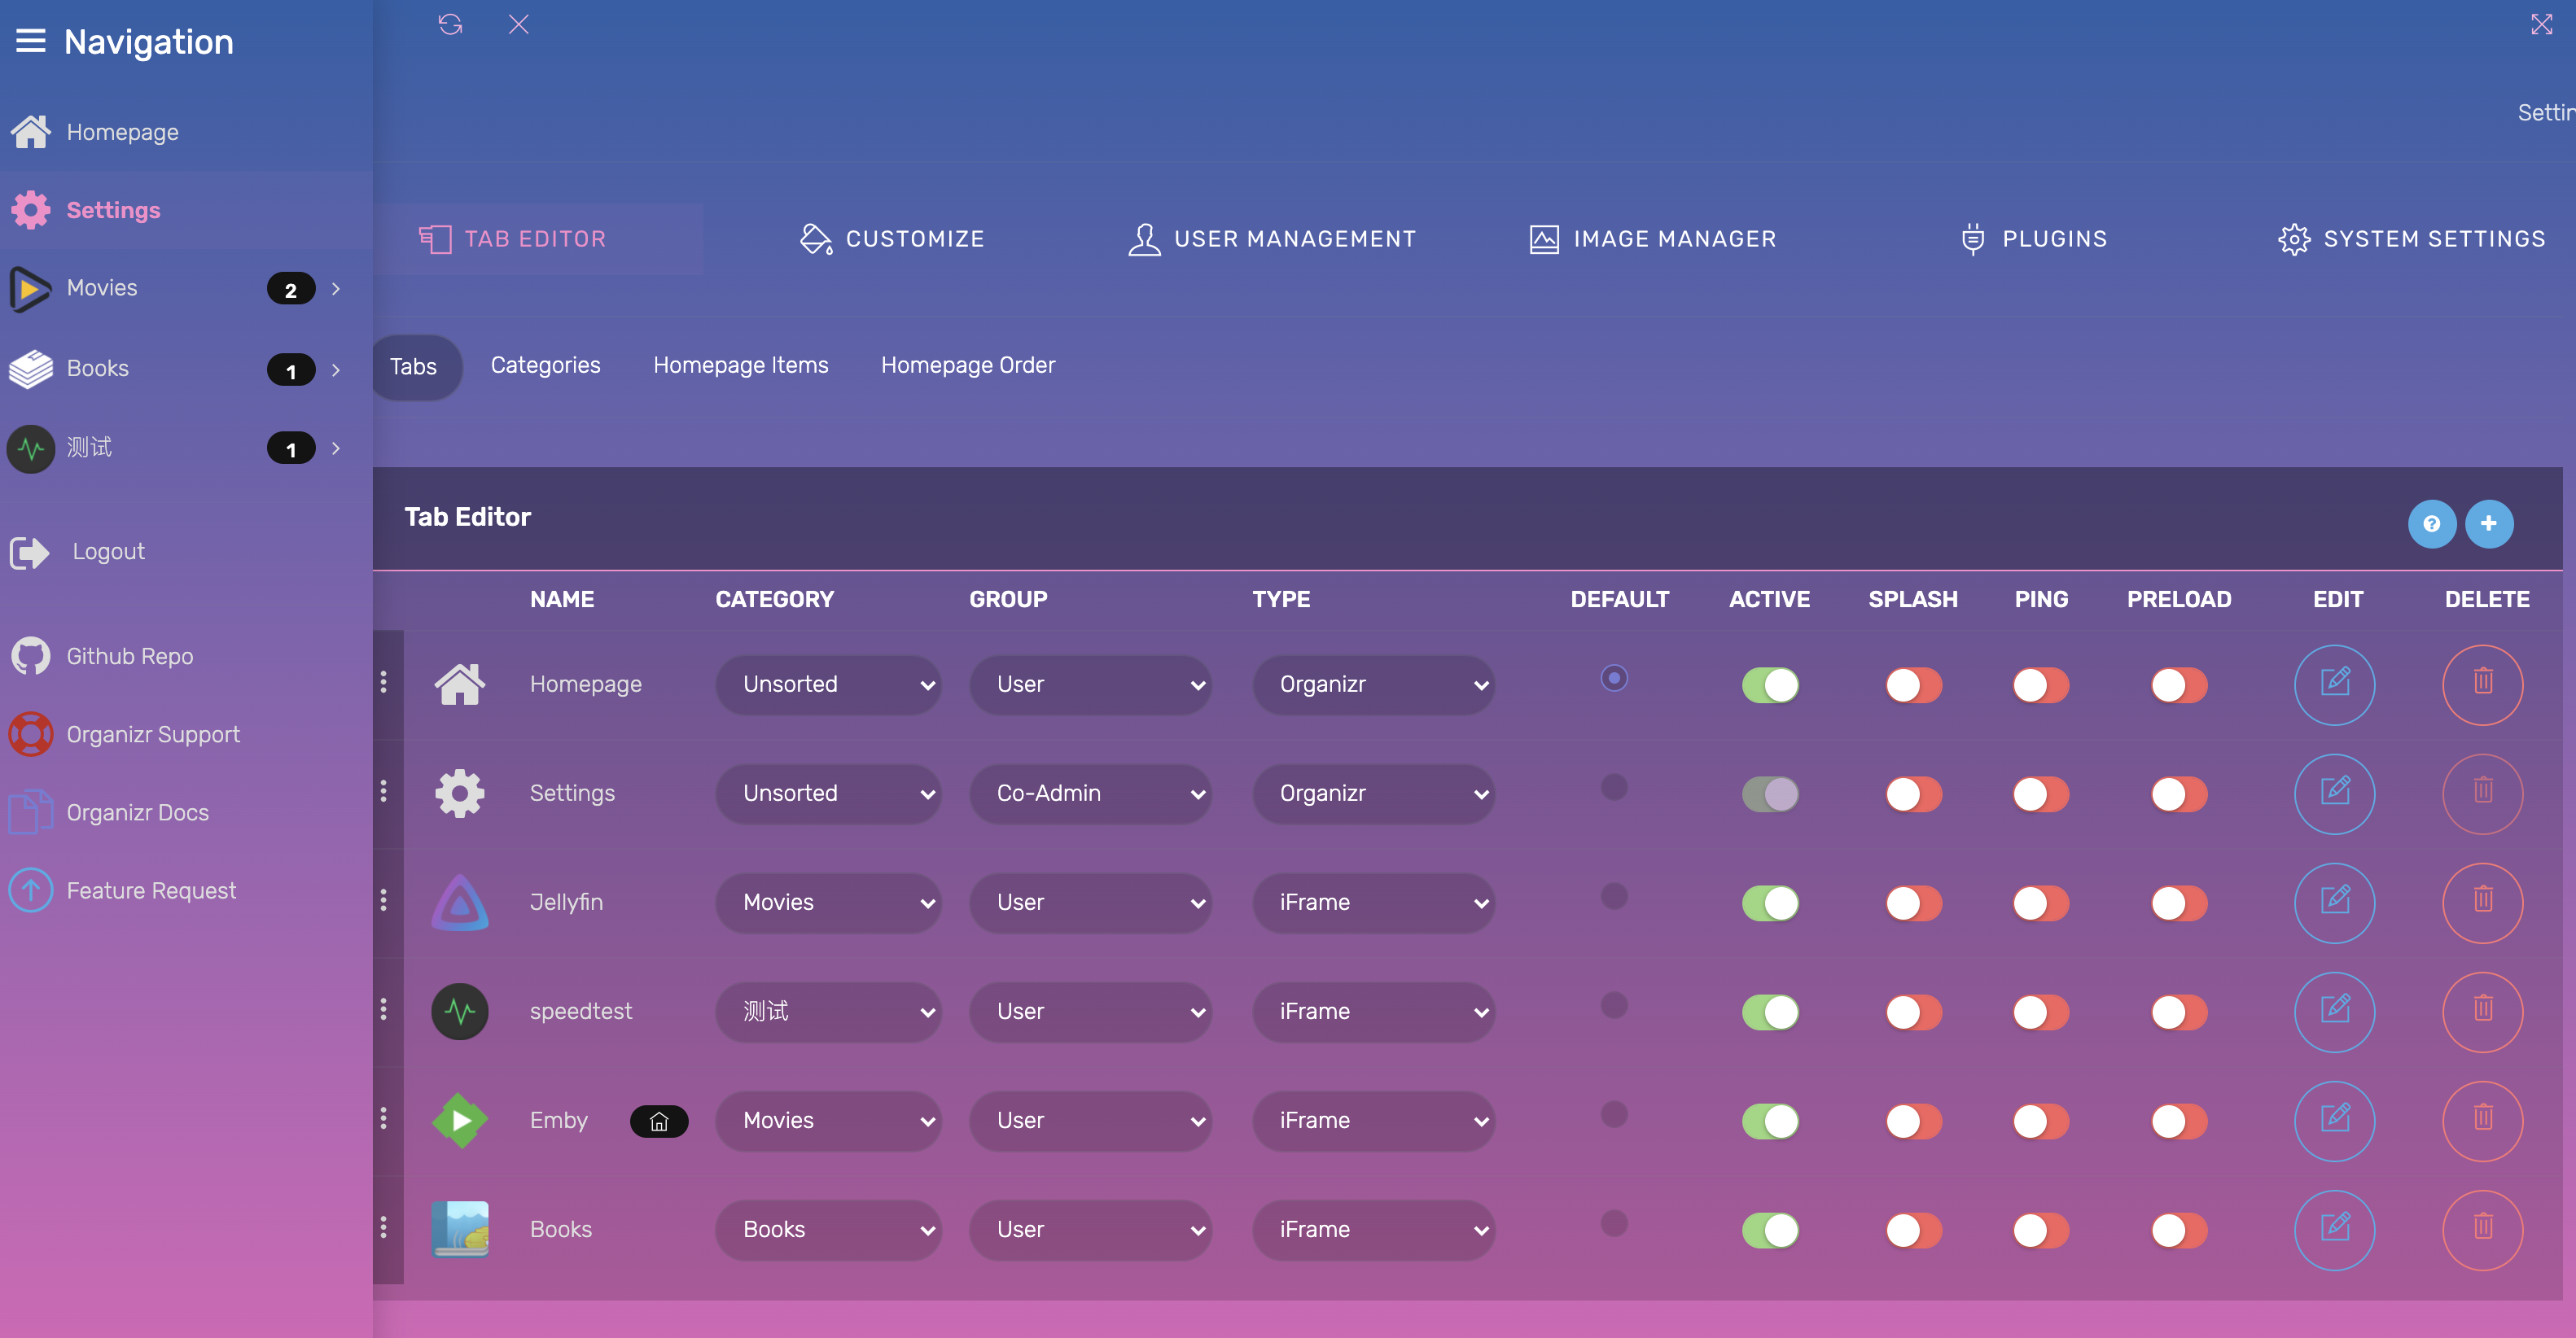 Navigation
Homepage
Settings
Movies 2
Books 1
测试 1
Logout
Github Repo
Organizr Support
Organizr Docs
Feature Request
Settin
TAB EDITOR CUSTOMIZE USER MANAGEMENT IMAGE MANAGER PLUGINS SYSTEM SETTINGS
Tabs Categories Homepage Items Homepage Order
Tab Editor
NAME CATEGORY GROUP TYPE DEFAULT ACTIVE SPLASH PING PRELOAD EDIT DELETE
Homepage Unsorted User Organizr
Settings Unsorted Co-Admin Organizr
Jellyfin Movies User iFrame
speedtest 测试 User iFrame
Emby Movies User iFrame
Books Books User iFrame